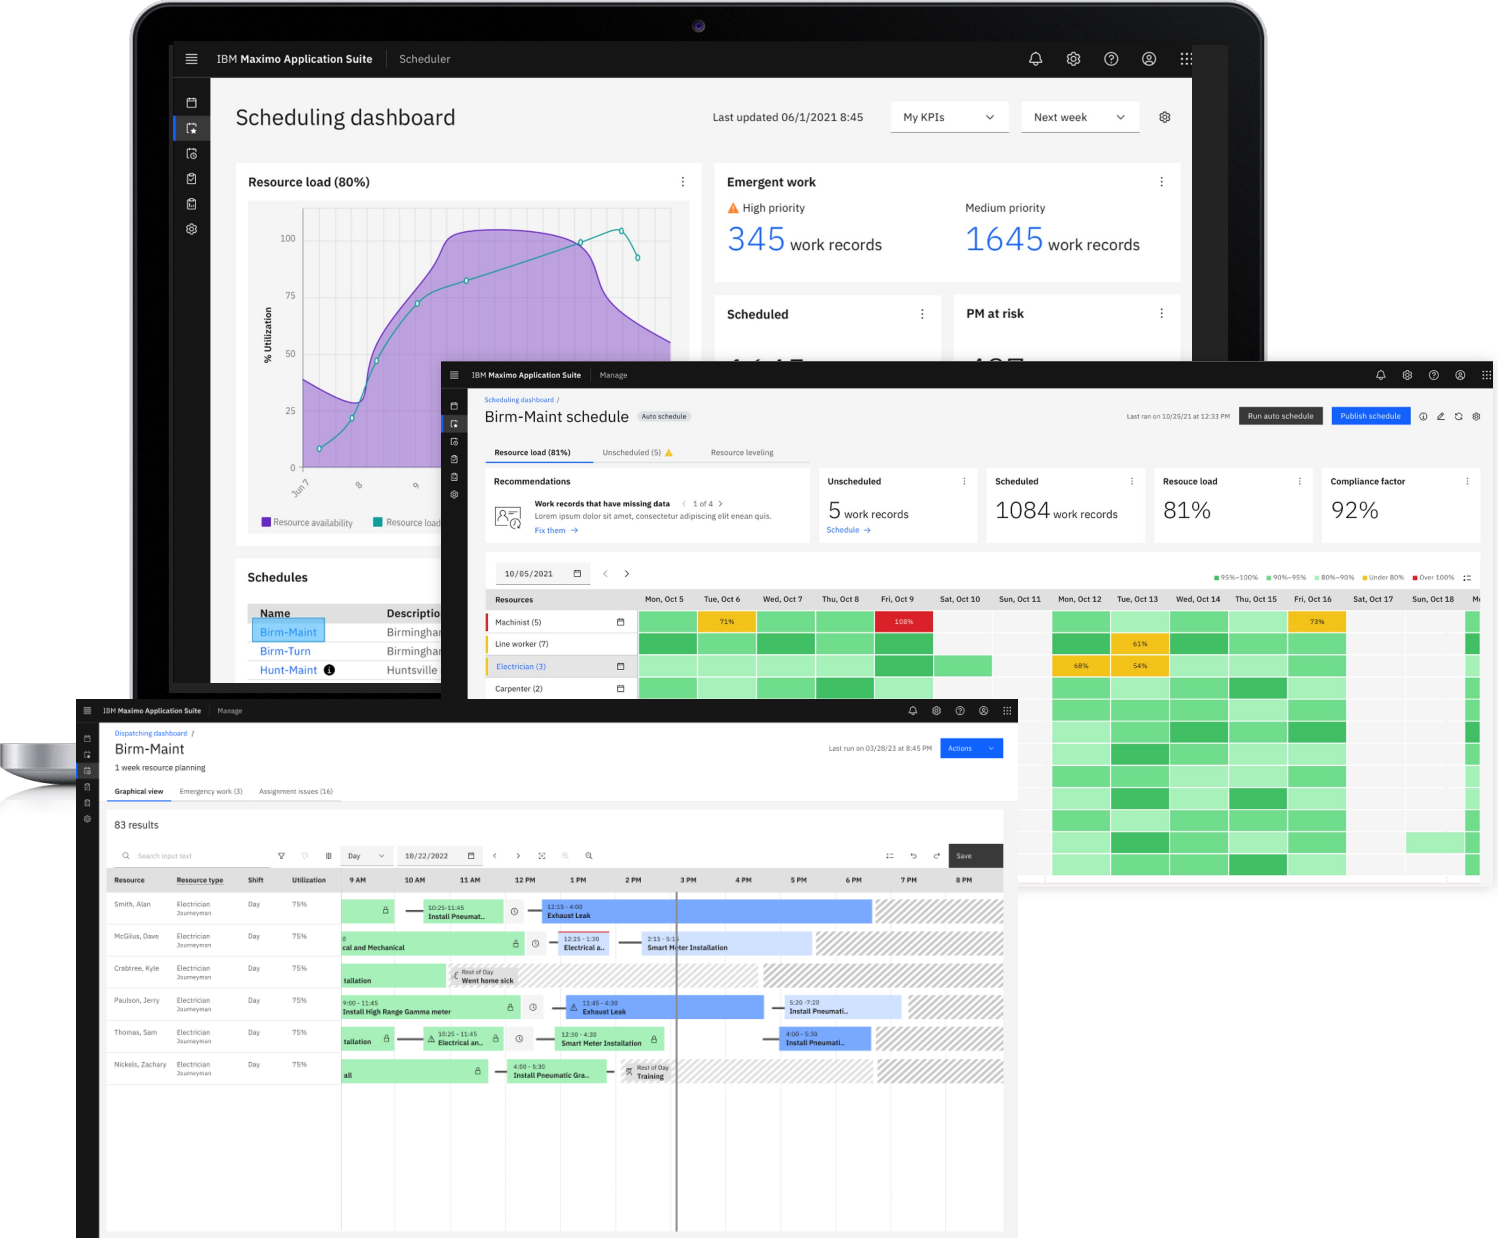 IBM Maximo Application Suite Scheduler
Scheduling dashboard
Last updated 06/1/2021 8:45
My KPIs
Next week
Resource load (80%)
100
75
50
25
0
% Utilization
Jun 7
8
9
Resource availability
Resource load
Emergent work
High priority
Medium priority
345 work records
1645 work records
Scheduled
PM at risk
Schedules
Name Descriptio
Birm-Maint Birmingha
Birm-Turn Birmingha
Hunt-Maint Huntsville
IBM Maximo Application Suite Manage
Scheduling dashboard /
Birm-Maint schedule Auto schedule
Last ran on 10/25/21 at 12:33 PM
Run auto schedule
Publish schedule
Resource load (81%) Unscheduled (5) Resource leveling
Recommendations
Work records that have missing data 1 of 4
Lorem ipsum dolor sit amet, consectetur adipiscing elit enean quis.
Fix them
Unscheduled
5 work records
Schedule
Scheduled
1084 work records
Resouce load
81%
Compliance factor
92%
10/05/2021
95%-100% 90%-95% 80%-90% Under 80% Over 100%
Resources Mon, Oct 5 Tue, Oct 6 Wed, Oct 7 Thu, Oct 8 Fri, Oct 9 Sat, Oct 10 Sun, Oct 11 Mon, Oct 12 Tue, Oct 13 Wed, Oct 14 Thu, Oct 15 Fri, Oct 16 Sat, Oct 17 Sun, Oct 18
Machinist (5) 71% 108% 73%
Line worker (7) 61%
Electrician (3) 68% 54%
Carpenter (2)
IBM Maximo Application Suite Manage
Dispatching dashboard /
Birm-Maint
Last run on 03/28/23 at 8:45 PM
Actions
1 week resource planning
Graphical view Emergency work (3) Assignment issues (16)
83 results
Search input text
Day
10/22/2022
Save
Resource Resource type Shift Utilization 9 AM 10 AM 11 AM 12 PM 1 PM 2 PM 3 PM 4 PM 5 PM 6 PM 7 PM 8 PM
Smith, Alan Electrician Day 75%
Journeyman
10:25-11:45
Install Pneumat..
12:15 - 4:00
Exhaust Leak
McGilus, Dave Electrician Day 75%
Journeyman
0
cal and Mechanical
12:25 - 1:30
Electrical a..
2:15 - 5:15
Smart Meter Installation
Crabtree, Kyle Electrician Day 75%
Journeyman
tallation
Rest of Day
Went home sick
Paulson, Jerry Electrician Day 75%
Journeyman
9:00 - 11:45
Install High Range Gamma meter
11:45 - 4:30
Exhaust Leak
5:20 -7:20
Install Pneumati..
Thomas, Sam Electrician Day 75%
Journeyman
tallation
10:25 - 11:45
Electrical an..
12:30 - 4:30
Smart Meter Installation
4:00 - 5:30
Install Pneumati..
Nickels, Zachary Electrician Day 75%
Journeyman
all
4:00 - 5:30
Install Pneumatic Gra..
Rest of Day
Training